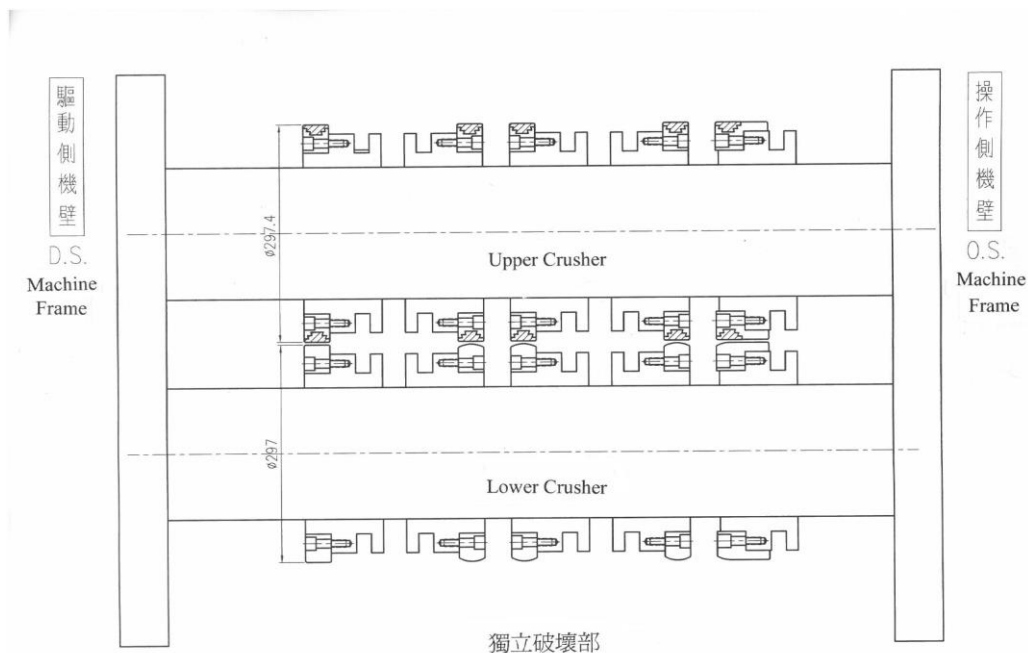 驅動側機壁
D.S.
Machine
Frame
操作側機壁
O.S.
Machine
Frame
ø297.4
Upper Crusher
ø297
Lower Crusher
獨立破壞部